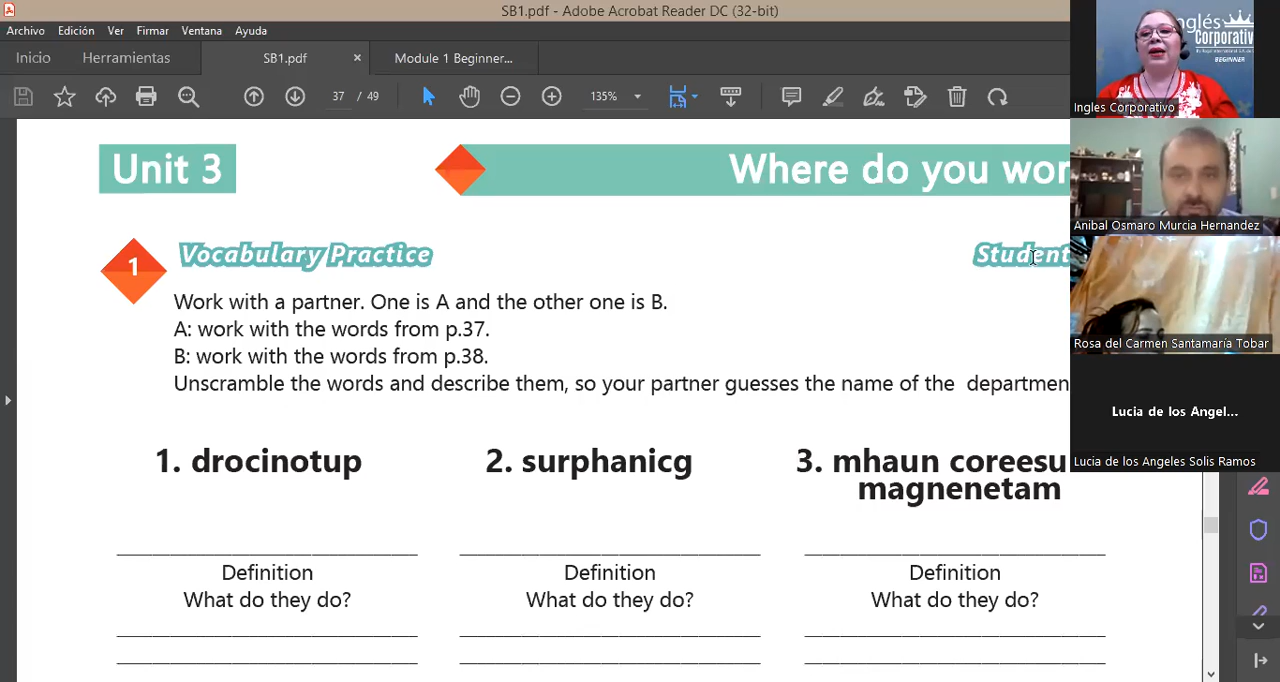 SB1.pdf - Adobe Acrobat Reader DC (32-bit)
Archivo Edición Ver Firmar Ventana Ayuda
Inicio Herramientas SB1.pdf × Module 1 Beginner...
37 / 49 135%
Unit 3
Where do you wor
1
Vocabulary Practice
Student
Work with a partner. One is A and the other one is B.
A: work with the words from p.37.
B: work with the words from p.38.
Unscramble the words and describe them, so your partner guesses the name of the departmen
1. drocinotup
2. surphanicg
3. mhaun coreesu
magnenetam
Definition
What do they do?
Definition
What do they do?
Definition
What do they do?
Inglés
Corporativo
BEGINNER
Ingles Corporativo
Anibal Osmaro Murcia Hernandez
Rosa del Carmen Santamaría Tobar
Lucia de los Angel...
Lucia de los Angeles Solis Ramos